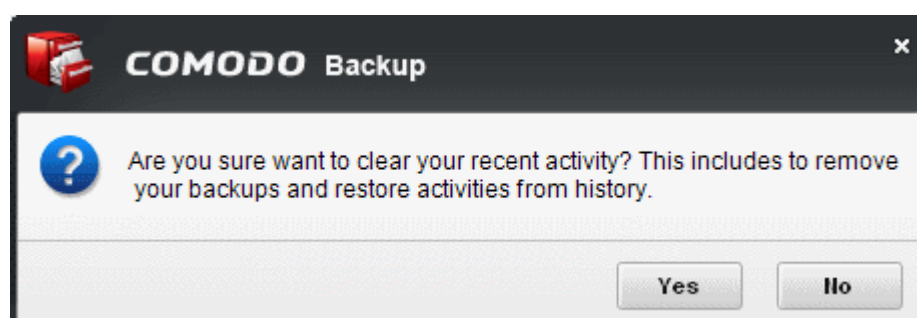 COMODO Backup
Are you sure want to clear your recent activity? This includes to remove
your backups and restore activities from history.
Yes No